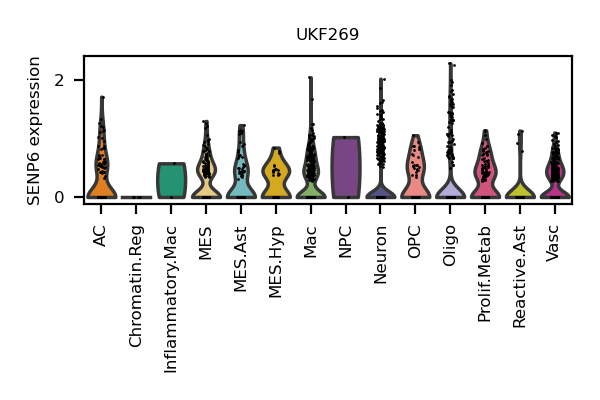 UKF269
SENP6 expression
2
0
AC
Chromatin.Reg
Inflammatory.Mac
MES
MES.Ast
MES.Hyp
Mac
NPC
Neuron
OPC
Oligo
Prolif.Metab
Reactive.Ast
Vasc